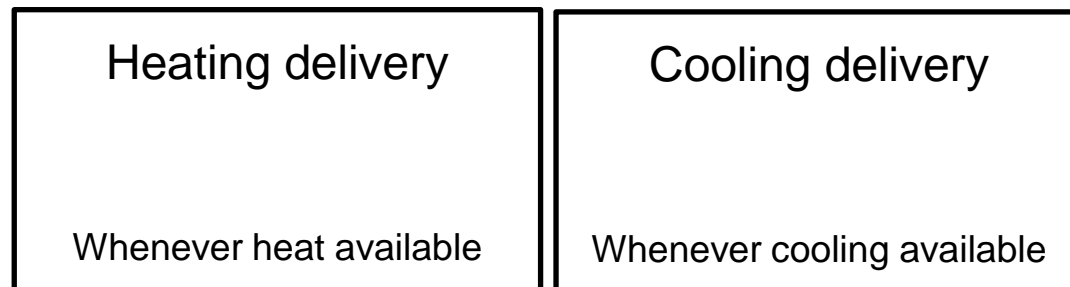 Heating delivery
Whenever heat available
Cooling delivery
Whenever cooling available